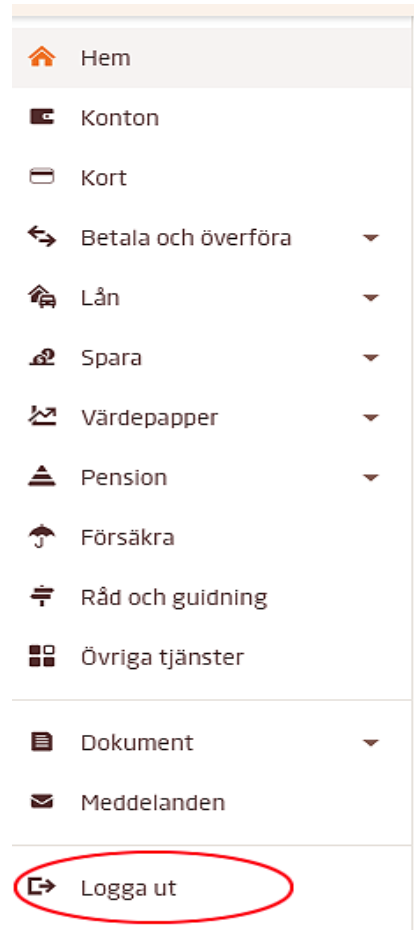 Hem
Konton
Kort
Betala och överföra
Lån
Spara
Värdepapper
Pension
Försäkra
Råd och guidning
Övriga tjänster
Dokument
Meddelanden
Logga ut